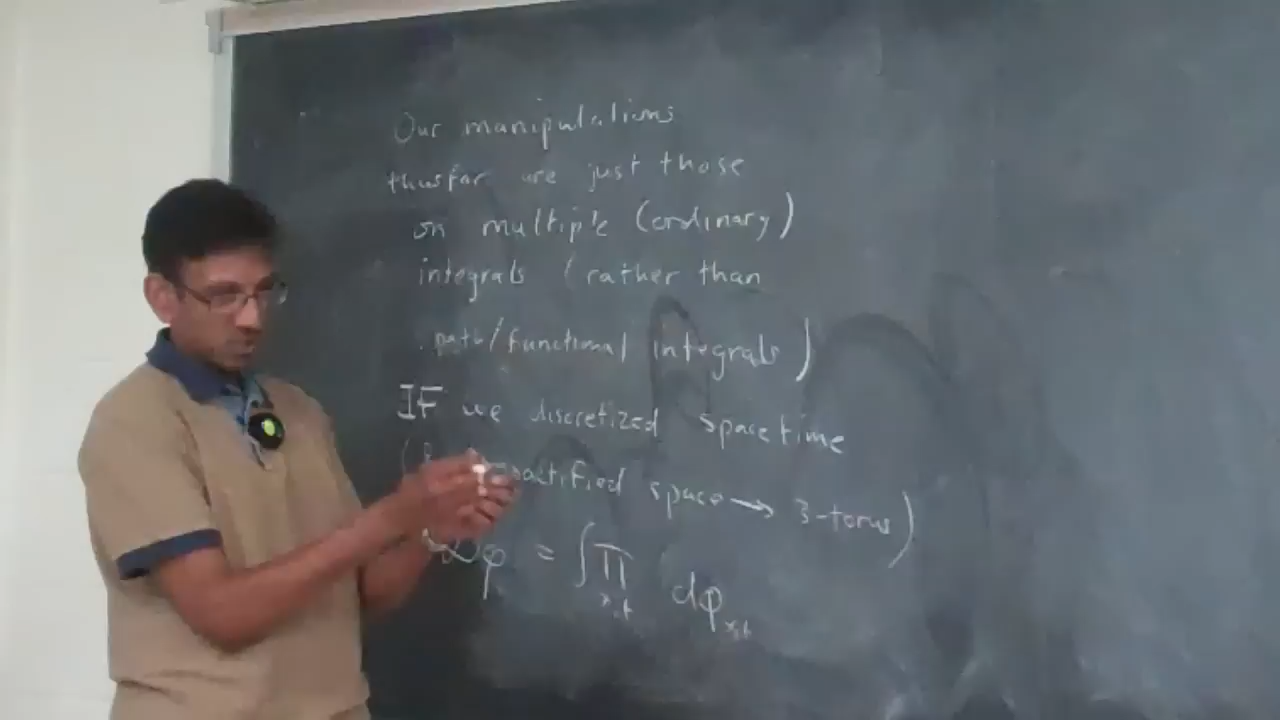 Our manipulations
thusfar are just those
on multiple (ordinary)
integrals (rather than
path/functional integrals)
IF we discretized spacetime
space → 3-torus)
Dφ = ∫∏ dφ
x,t x,t